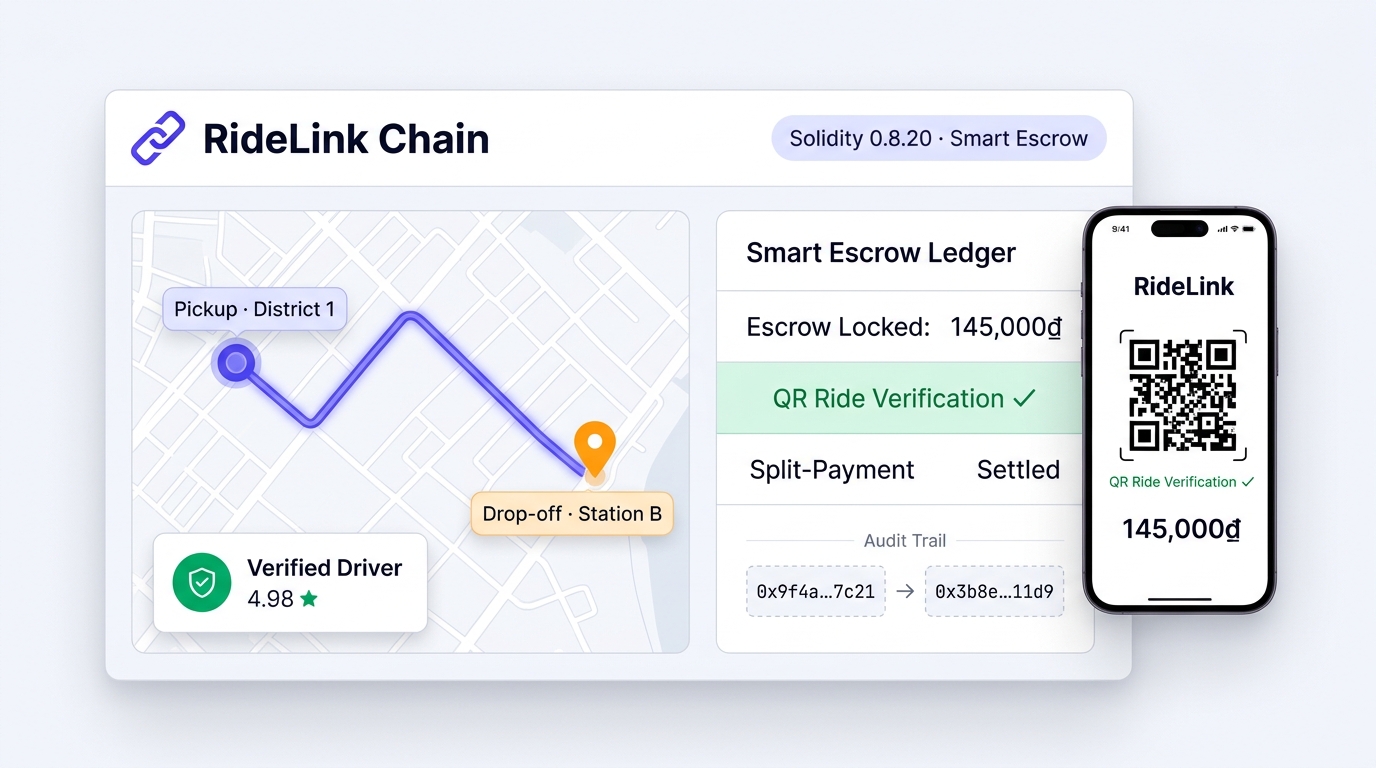 RideLink Chain
Solidity 0.8.20 · Smart Escrow
Pickup · District 1
Drop-off · Station B
Verified Driver
4.98 ★
Smart Escrow Ledger
Escrow Locked: 145,000₫
QR Ride Verification ✓
Split-Payment Settled
Audit Trail
0x9f4a…7c21 → 0x3b8e…11d9
9/41
RideLink
QR Ride Verification ✓
145,000₫